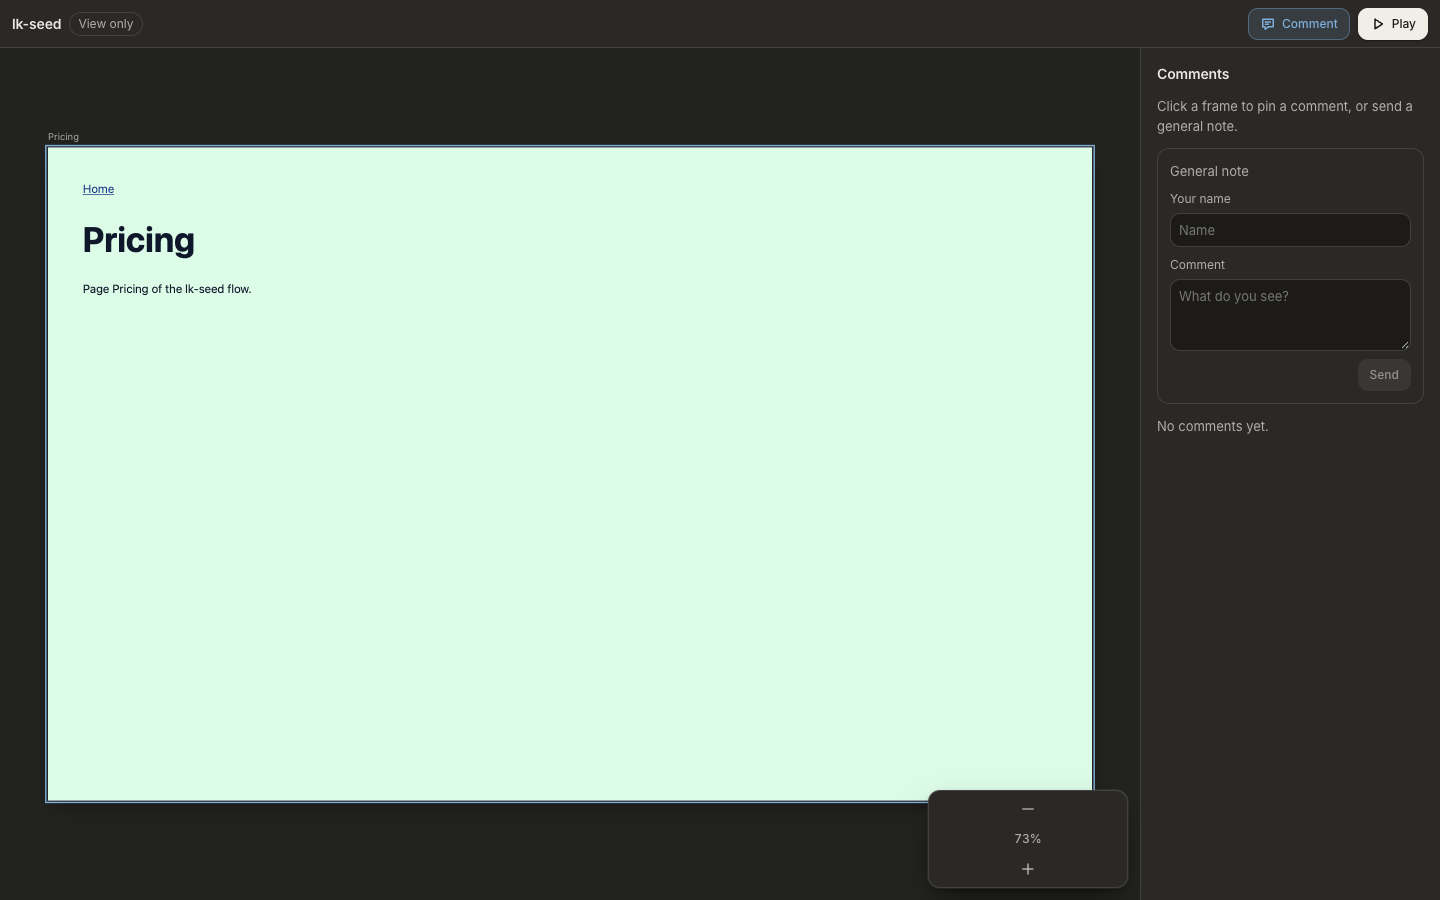 lk-seed
View only
Comment
Play
Pricing
Home
Pricing
Page Pricing of the lk-seed flow.
73%
Comments
Click a frame to pin a comment, or send a
general note.
General note
Your name
Name
Comment
What do you see?
Send
No comments yet.